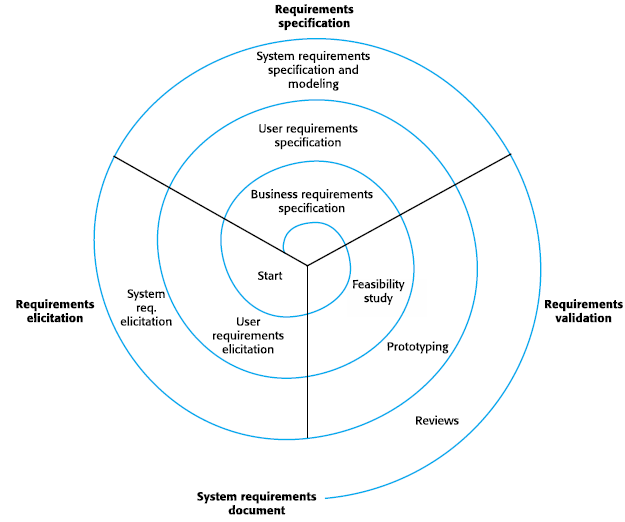 Requirements
specification
System requirements
specification and
modeling
User requirements
specification
Business requirements
specification
Start
Feasibility
study
Requirements
elicitation
System
req.
elicitation
User
requirements
elicitation
Requirements
validation
Prototyping
Reviews
System requirements
document